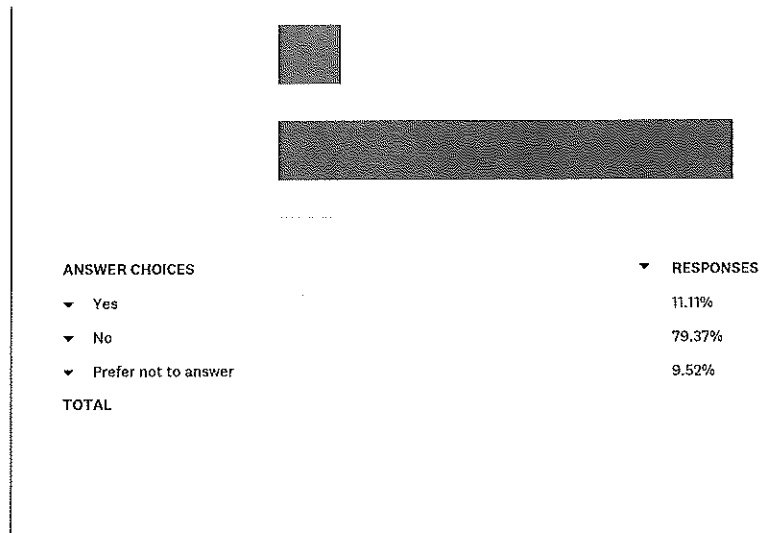 ANSWER CHOICES RESPONSES
Yes 11.11%
No 79.37%
Prefer not to answer 9.52%
TOTAL